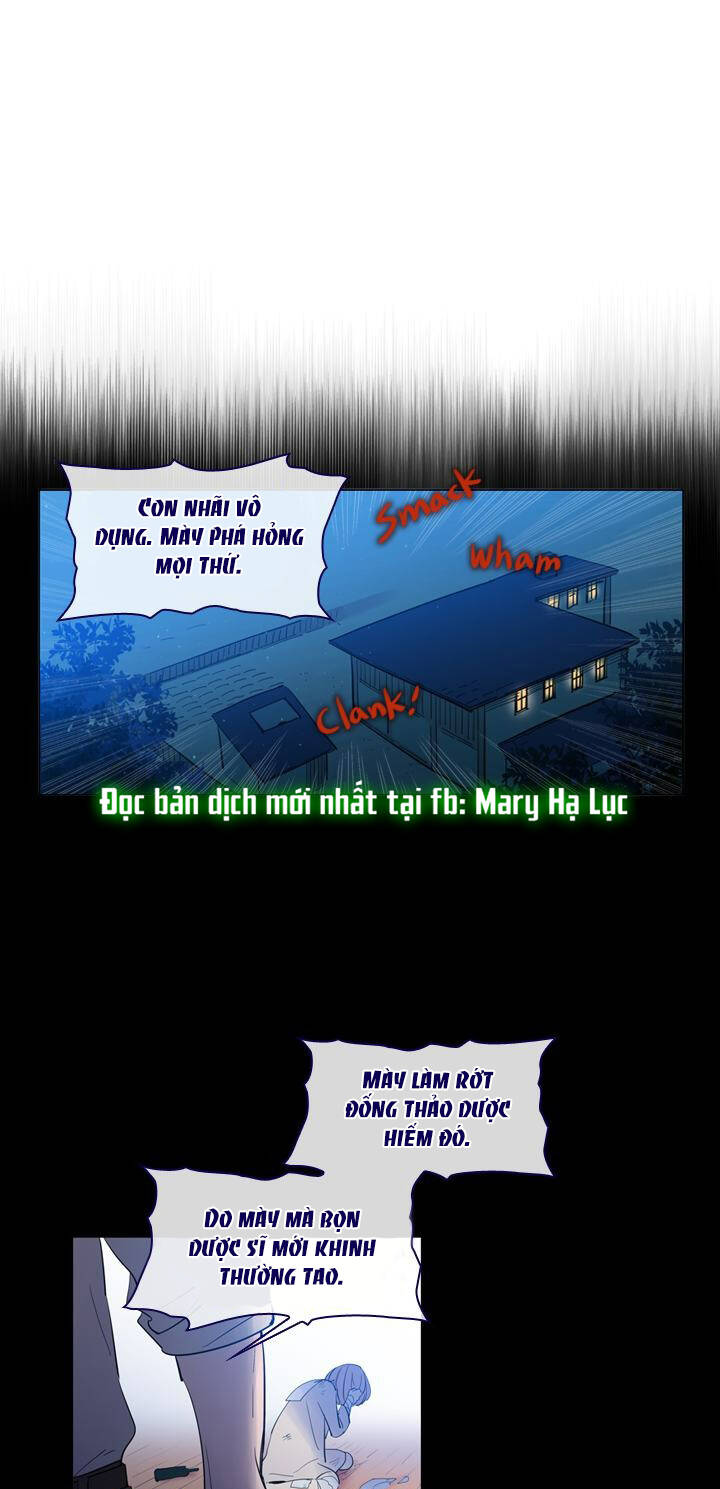 Con nhãi vô
dụng. Mày phá hỏng
mọi thứ.
Smack
Wham
Clank!
Đọc bản dịch mới nhất tại fb: Mary Hạ Lục
Mày làm rớt
đống thảo dược
hiếm đó.
Do mày mà bọn
dược sĩ mới khinh
thường tao.